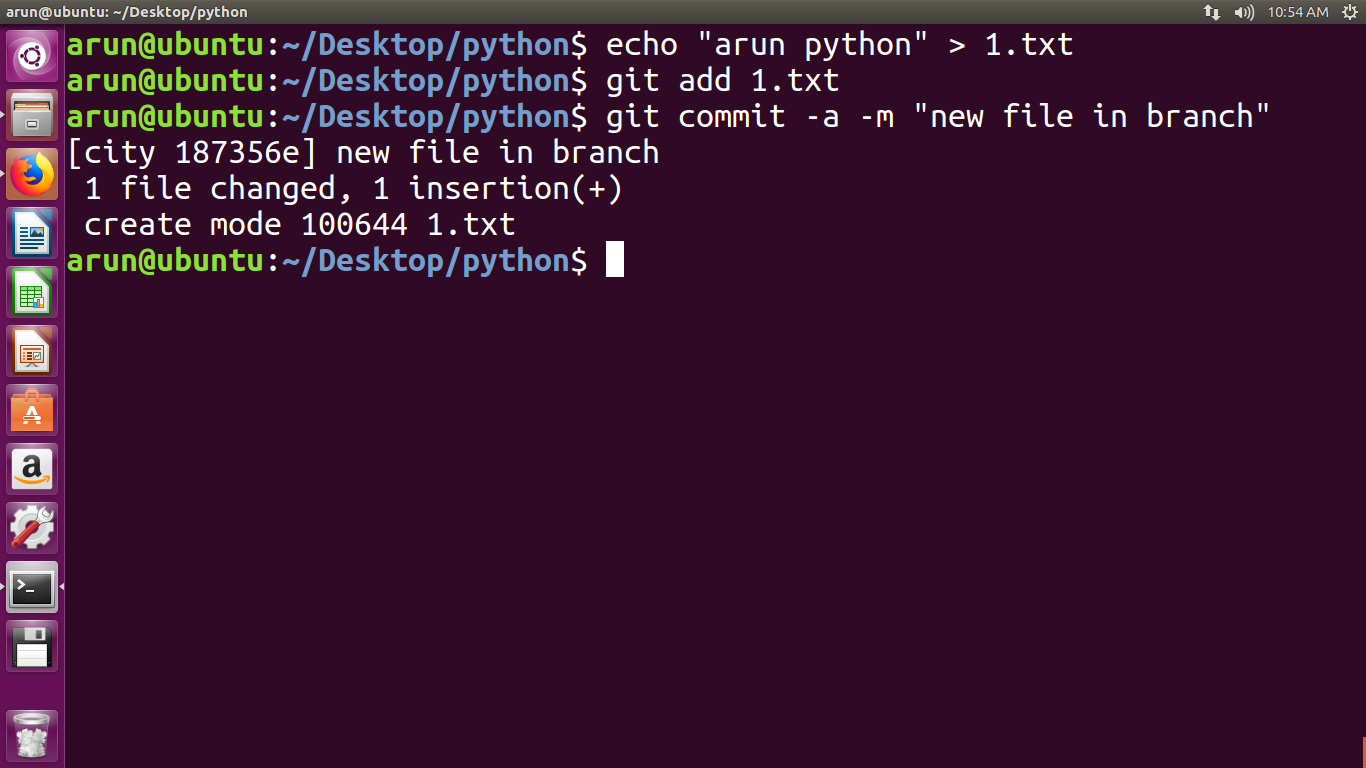 arun@ubuntu: ~/Desktop/python 10:54 AM
arun@ubuntu:~/Desktop/python$ echo "arun python" > 1.txt
arun@ubuntu:~/Desktop/python$ git add 1.txt
arun@ubuntu:~/Desktop/python$ git commit -a -m "new file in branch"
[city 187356e] new file in branch
 1 file changed, 1 insertion(+)
 create mode 100644 1.txt
arun@ubuntu:~/Desktop/python$